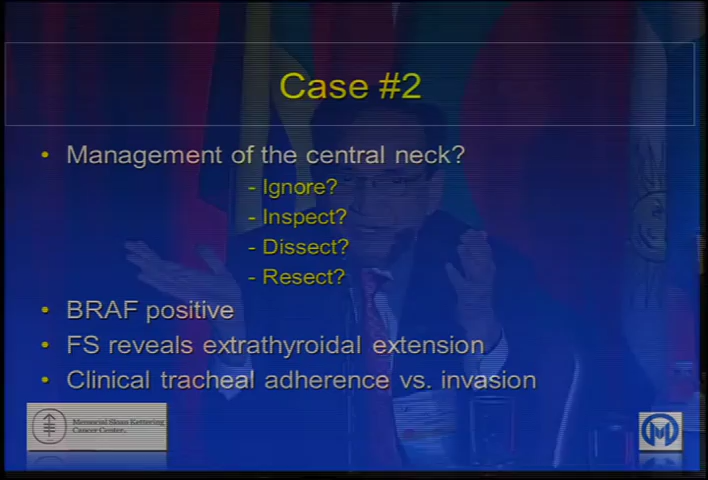 Case #2
• Management of the central neck?
- Ignore?
- Inspect?
- Dissect?
- Resect?
• BRAF positive
• FS reveals extrathyroidal extension
• Clinical tracheal adherence vs. invasion
Memorial Sloan Kettering
Cancer Center